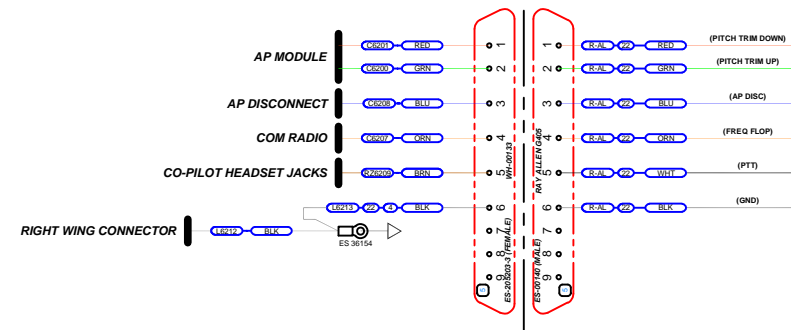 AP MODULE
C6201 RED 1 1 R-AL 22 RED (PITCH TRIM DOWN)
C6200 GRN 2 2 R-AL 22 GRN (PITCH TRIM UP)
AP DISCONNECT C6208 BLU 3 3 R-AL 22 BLU (AP DISC)
COM RADIO C6207 ORN 4 4 R-AL 22 ORN (FREQ FLOP)
CO-PILOT HEADSET JACKS RZ6209 BRN 5 5 R-AL 22 WHT (PTT)
L6213 22 4 BLK 6 6 R-AL 22 BLK (GND)
RIGHT WING CONNECTOR L6212 BLK 7 7
ES 36154
8 8
9 9
WH-00133
RAY ALLEN G405
ES-205203-3 (FEMALE)
ES-00140 (MALE)
5 5